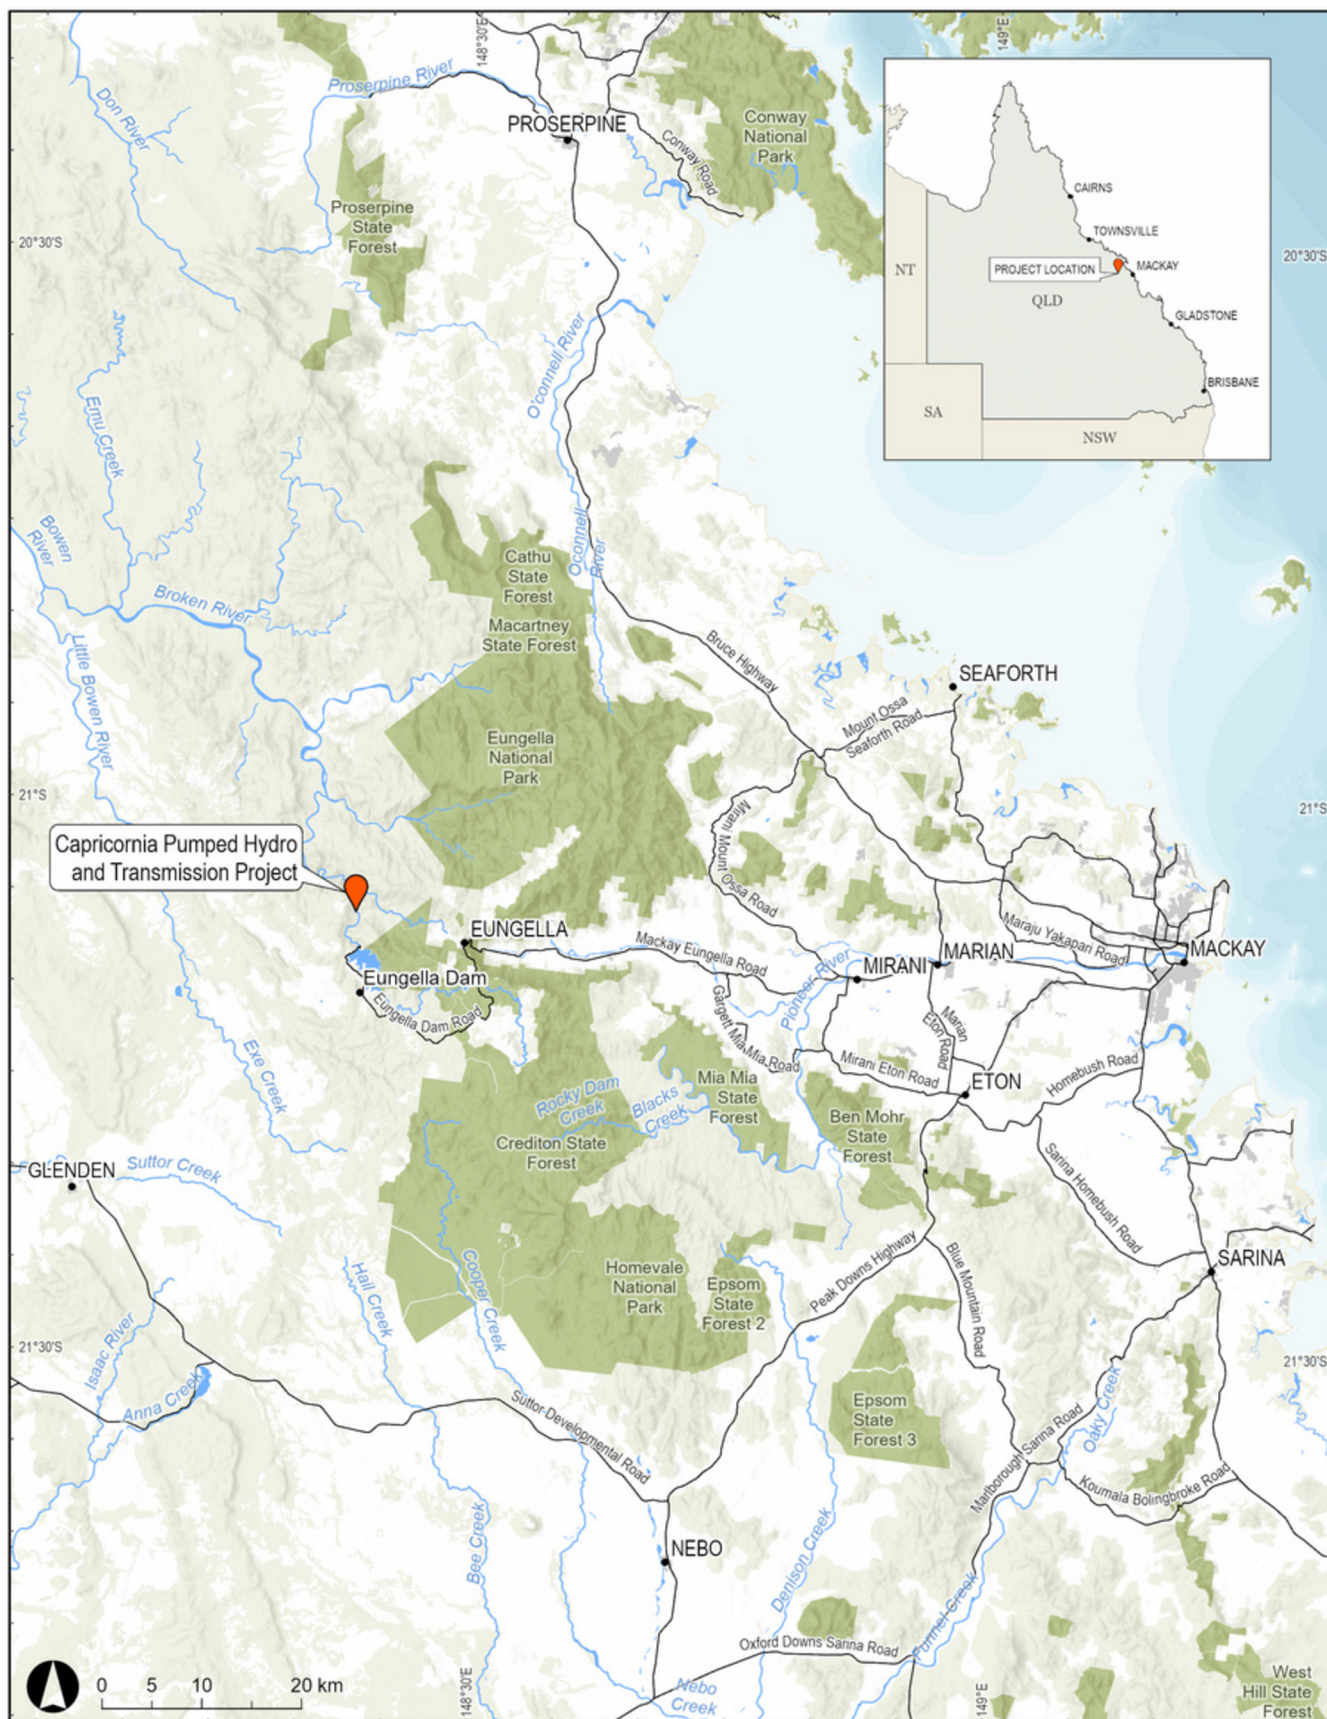 148°30'E
149°E
Don River
Proserpine River
PROSERPINE
Conway Road
Conway
National
Park
Proserpine
State
Forest
20°30'S
20°30'S
CAIRNS
TOWNSVILLE
PROJECT LOCATION
MACKAY
NT
QLD
GLADSTONE
BRISBANE
SA
NSW
O'connell River
Emu Creek
Bowen
River
Oconnell
River
Cathu
State
Forest
Broken River
Macartney
State Forest
Little Bowen River
Bruce Highway
SEAFORTH
Mount Ossa
Seaforth Road
Eungella
National
Park
21°S
21°S
Mirani Mount Ossa Road
Capricornia Pumped Hydro
and Transmission Project
EUNGELLA
Mackay Eungella Road
Maraju Yakapari Road
MARIAN
MACKAY
MIRANI
Pioneer River
Eungella Dam
Eungella Dam Road
Gargett Mia Mia Road
Marian
Eton Road
Exe Creek
Mirani Eton Road
Homebush Road
ETON
Mia Mia
State
Forest
Rocky Dam
Creek
Blacks
Creek
Ben Mohr
State
Forest
Crediton State
Forest
GLENDEN
Suttor Creek
Sarina Homebush Road
SARINA
Hail Creek
Cooper Creek
Homevale
National
Park
Epsom
State
Forest 2
Peak Downs Highway
Blue Mountain Road
21°30'S
21°30'S
Isaac River
Anna Creek
Suttor Developmental Road
Epsom
State
Forest 3
Oaky Creek
Marlborough Sarina Road
Koumala Bolingbroke Road
Bee Creek
NEBO
Denison Creek
Funnel Creek
Oxford Downs Sarina Road
Nebo
Creek
West
Hill State
Forest
0 5 10 20 km
148°30'E
149°E